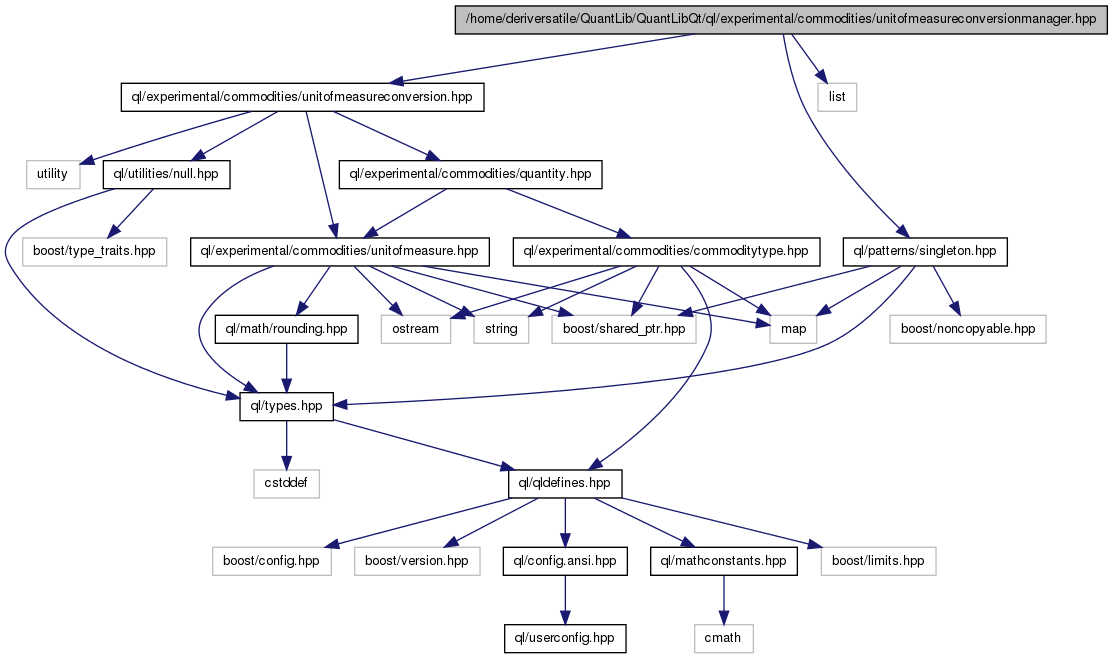 /home/deriversatile/QuantLib/QuantLibQt/ql/experimental/commodities/unitofmeasureconversionmanager.hpp
ql/experimental/commodities/unitofmeasureconversion.hpp
list
utility
ql/utilities/null.hpp
ql/experimental/commodities/quantity.hpp
boost/type_traits.hpp
ql/experimental/commodities/unitofmeasure.hpp
ql/experimental/commodities/commoditytype.hpp
ql/patterns/singleton.hpp
ql/math/rounding.hpp
ostream
string
boost/shared_ptr.hpp
map
boost/noncopyable.hpp
ql/types.hpp
cstddef
ql/qldefines.hpp
boost/config.hpp
boost/version.hpp
ql/config.ansi.hpp
ql/mathconstants.hpp
boost/limits.hpp
ql/userconfig.hpp
cmath